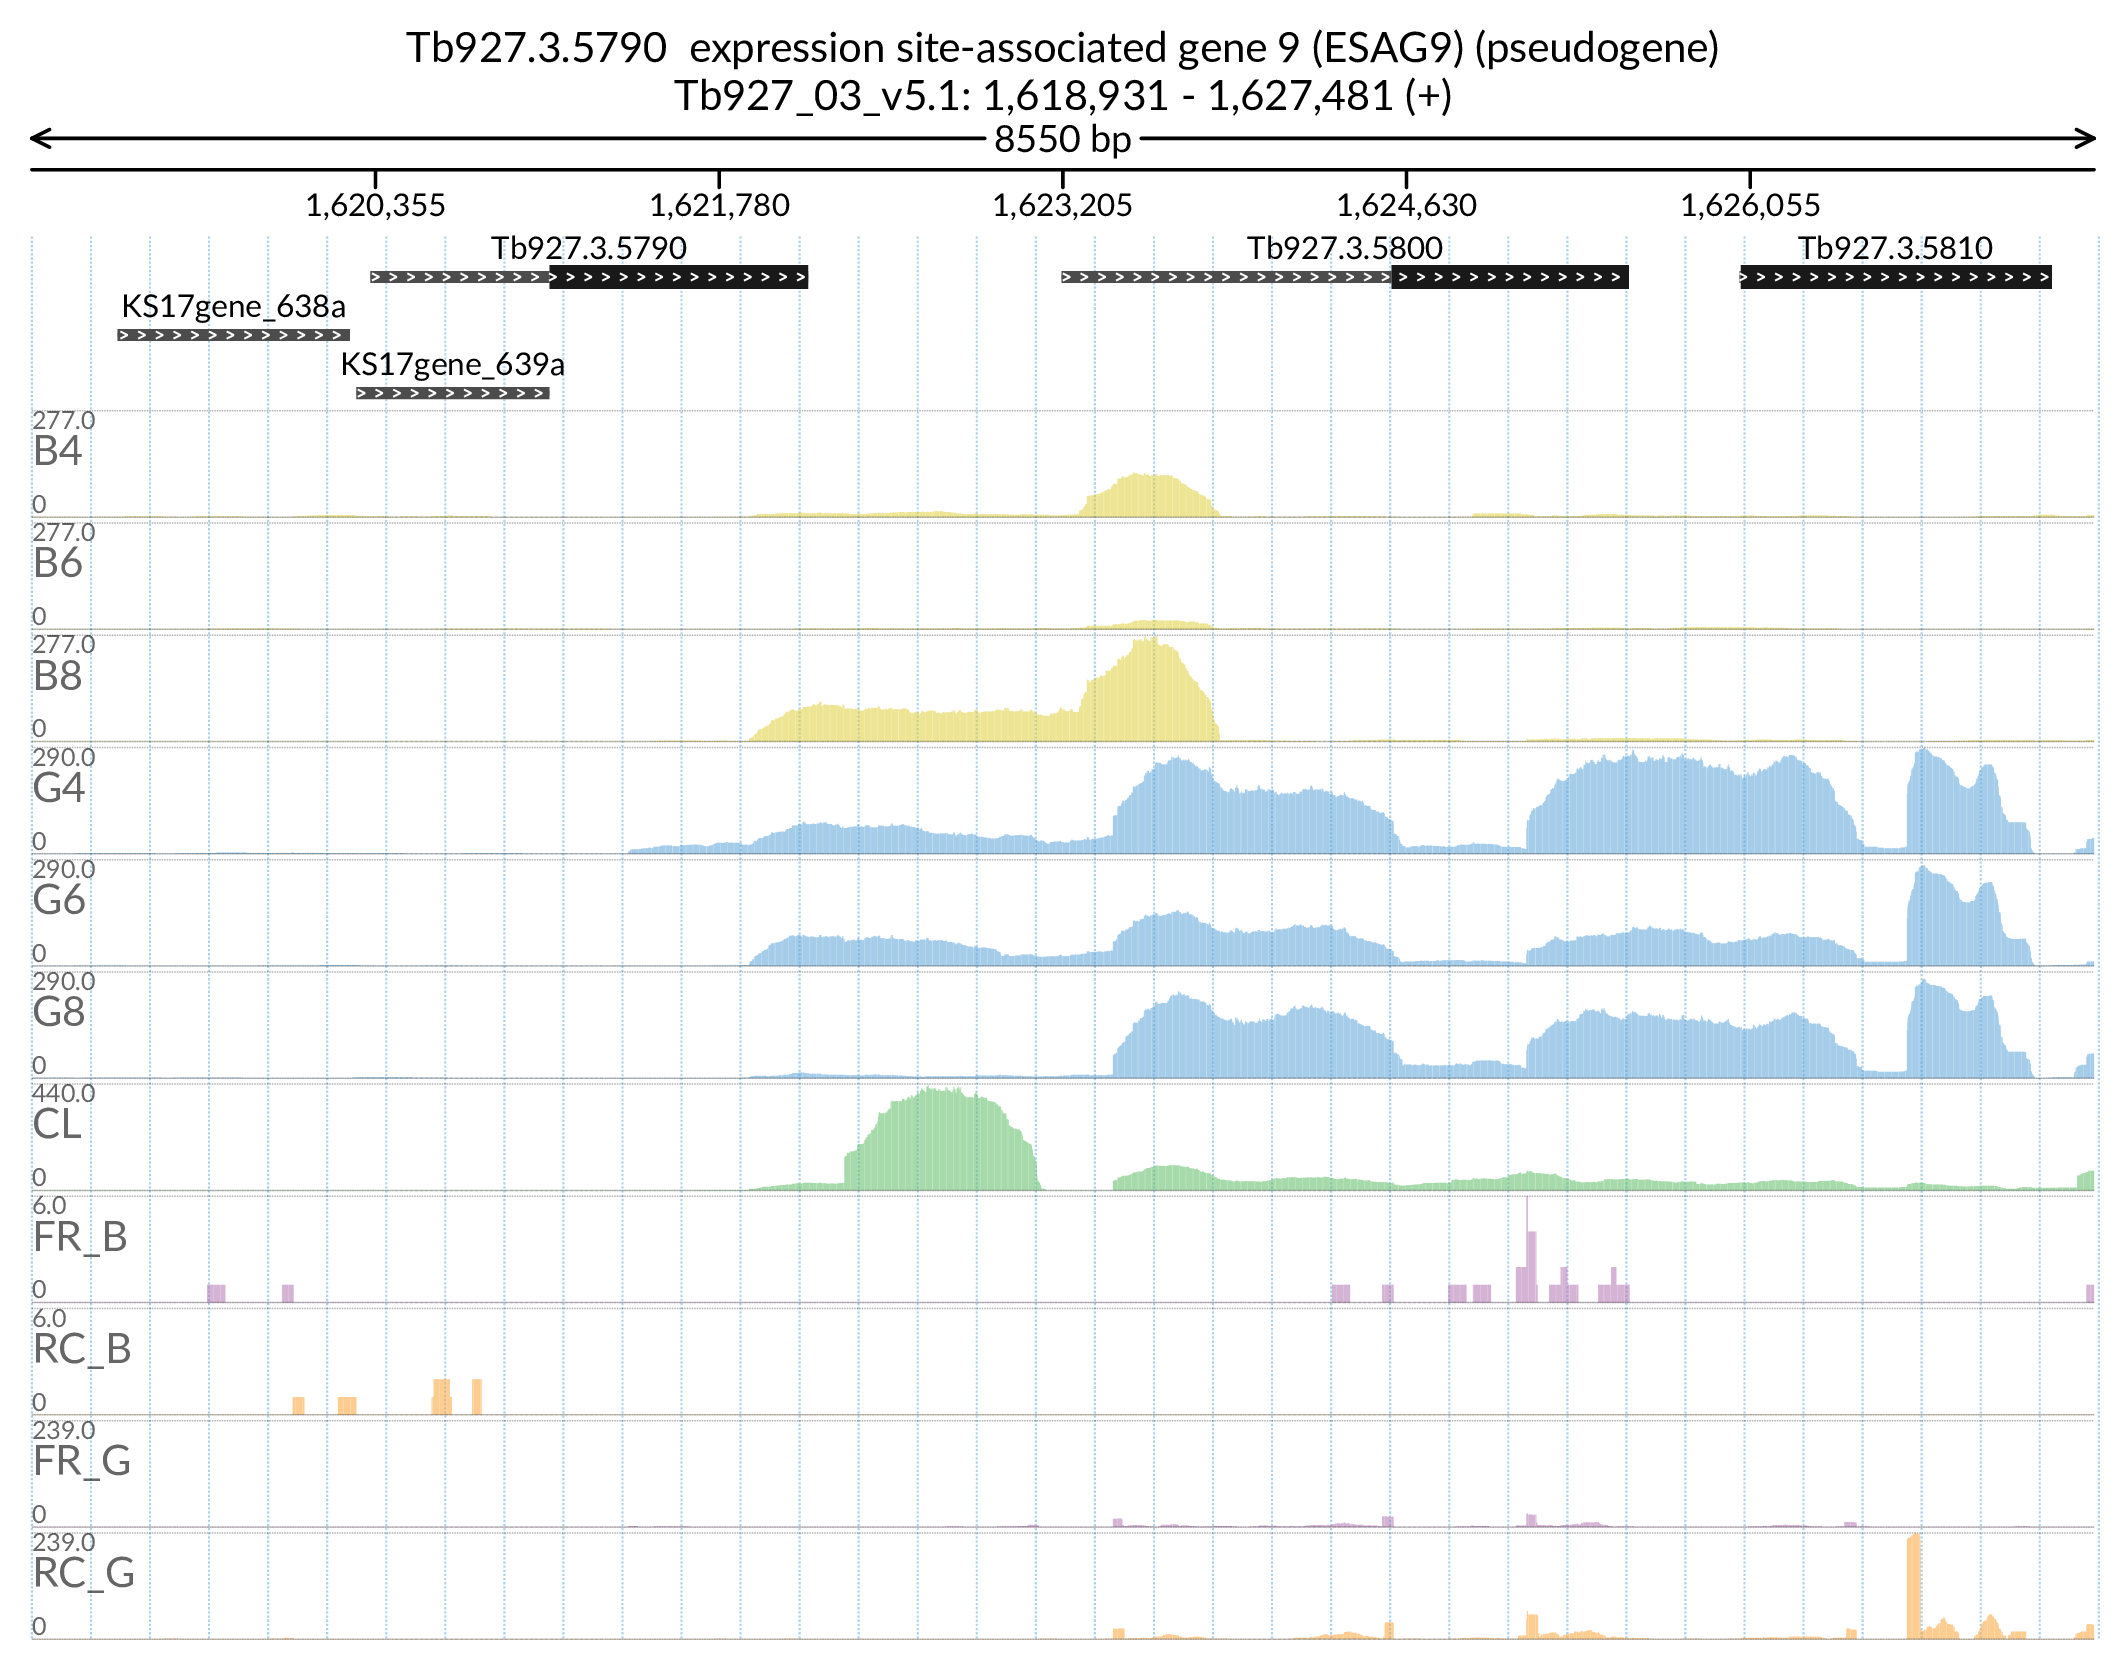 Tb927.3.5790  expression site-associated gene 9 (ESAG9) (pseudogene)
Tb927_03_v5.1: 1,618,931 - 1,627,481 (+)
8550 bp
1,620,355 1,621,780 1,623,205 1,624,630 1,626,055
Tb927.3.5790 Tb927.3.5800 Tb927.3.5810
KS17gene_638a
KS17gene_639a
277.0
B4
0
277.0
B6
0
277.0
B8
0
290.0
G4
0
290.0
G6
0
290.0
G8
0
440.0
CL
0
6.0
FR_B
0
6.0
RC_B
0
239.0
FR_G
0
239.0
RC_G
0